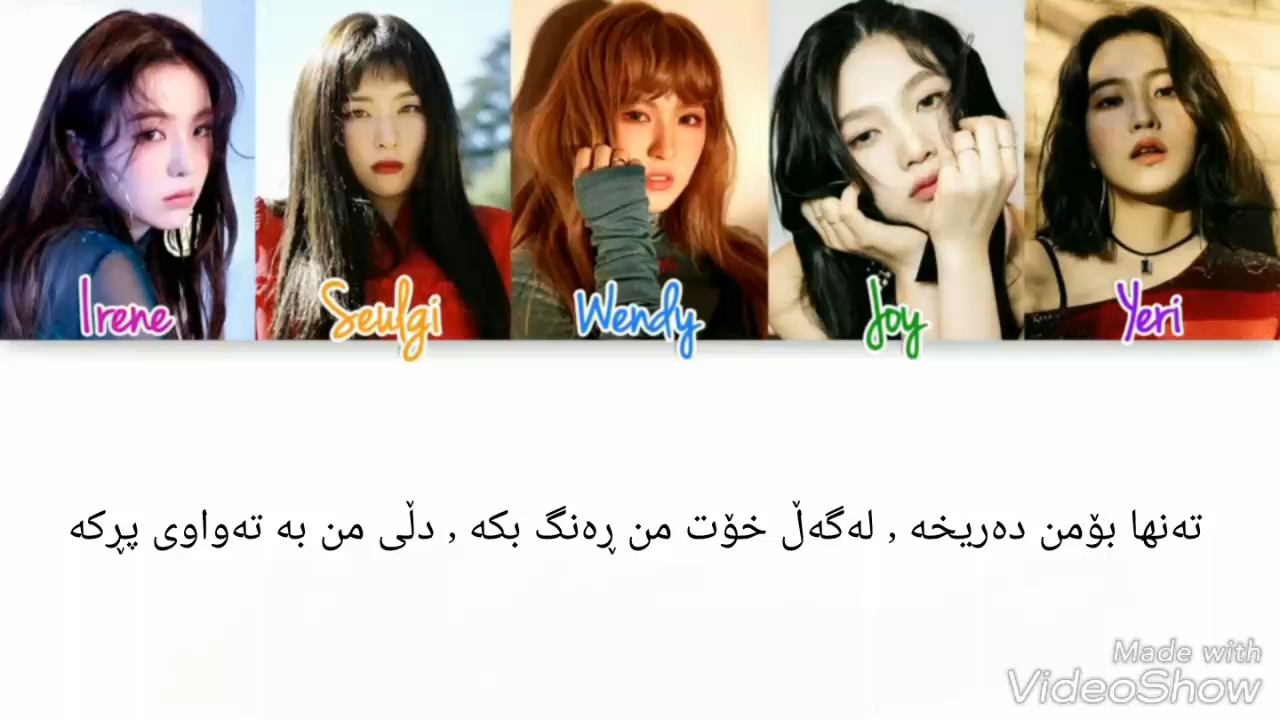 Irene
Seulgi
Wendy
Joy
Yeri
تەنها بۆمن دەریخە , لەگەڵ خۆت من ڕەنگ بکە , دڵی من بە تەواوی پڕکە
Made with
VideoShow